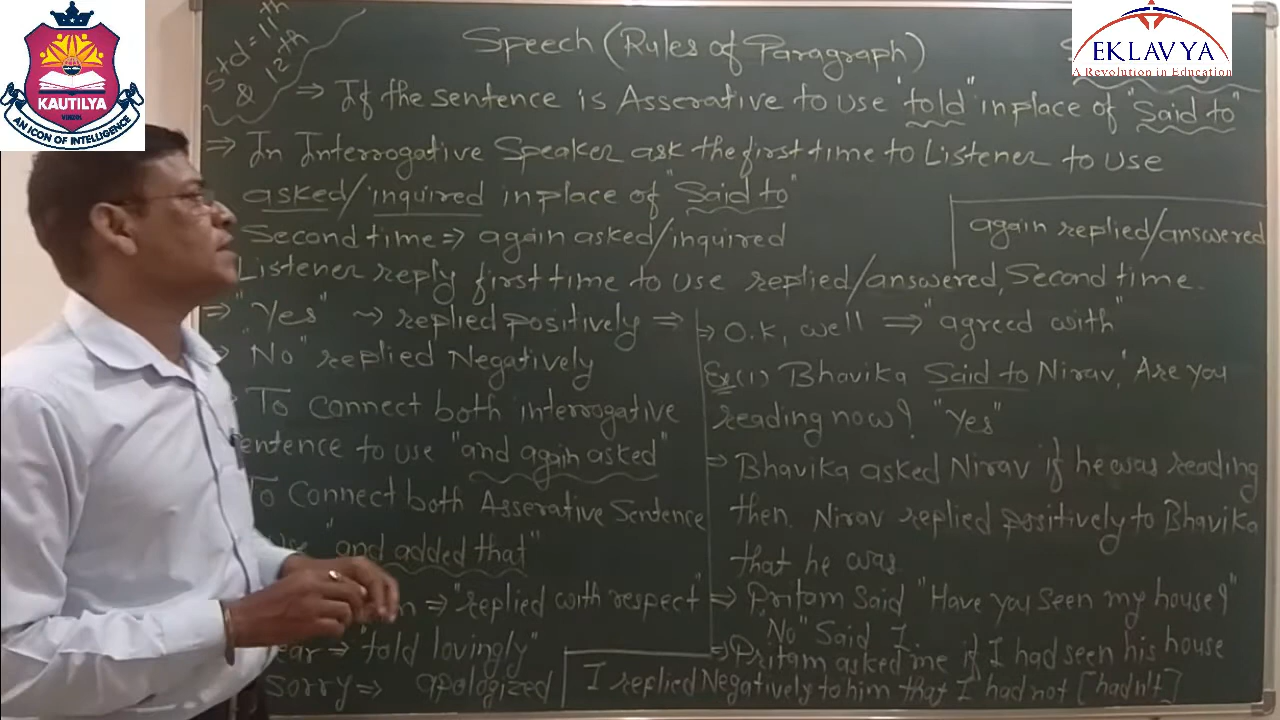 KAUTILYA
VINZOL
AN ICON OF INTELLIGENCE
EKLAVYA
A Revolution in Education
Std = 11th
& 12th
Speech (Rules of Paragraph)
⇒ If the sentence is Asserative to use "told" in place of "Said to"
⇒ In Interrogative Speaker ask the first time to Listener to Use
asked/inquired in place of "Said to"
Second time ⇒ again asked/inquired
again replied/answered
Listener reply first time to use replied/answered, Second time.
⇒ "Yes" → replied positively ⇒
"No" replied Negatively
To connect both interrogative
entence to use "and again asked"
To Connect both Asserative Sentence
"and added that"
⇒ "replied with respect"
ear → "told lovingly"
Sorry ⇒ apologized
→ O.K, well ⇒ "agreed with"
Ex (1) Bhavika Said to Nirav, 'Are you
reading now? "Yes"
⇒ Bhavika asked Nirav if he was reading
then. Nirav replied positively to Bhavika
that he was
⇒ Pritam Said "Have you Seen my house?"
"No" Said I
⇒ Pritam asked me if I had seen his house
I replied Negatively to him that I had not [hadn't]